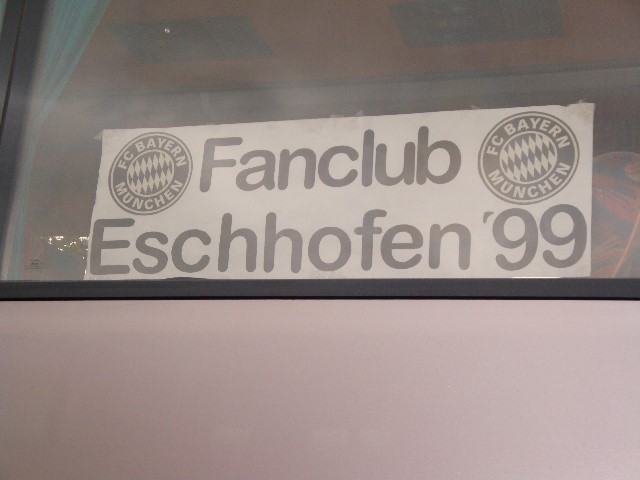 FC BAYERN MÜNCHEN
Fanclub
FC BAYERN MÜNCHEN
Eschhofen '99